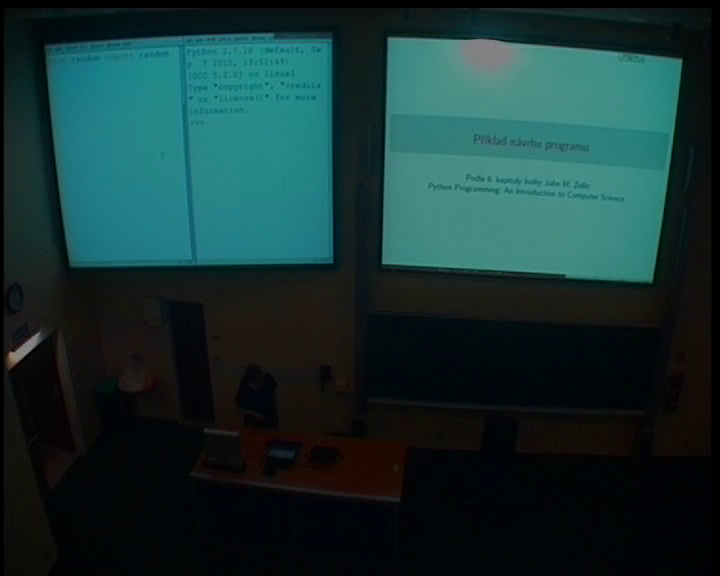 from random import random
Python 2.7.10 (default, Se
p  7 2015, 13:51:49)
[GCC 5.2.0] on linux2
Type "copyright", "credits
" or "license()" for more
information.
>>>
Příklad návrhu programu
Podle 9. kapitoly knihy John M. Zelle:
Python Programming: An Introduction to Computer Science